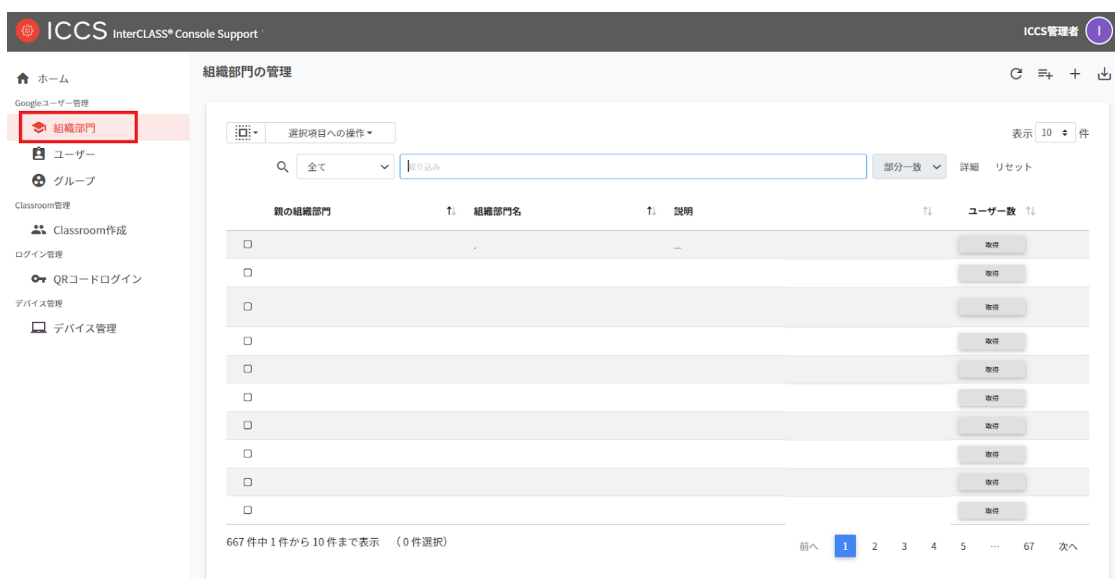 ICCS InterCLASS® Console Support
ICCS管理者 I
ホーム
Googleユーザー管理
組織部門
ユーザー
グループ
Classroom管理
Classroom作成
ログイン管理
QRコードログイン
デバイス管理
デバイス管理
組織部門の管理
選択項目への操作
表示 10 件
全て 絞り込み 部分一致 詳細 リセット
親の組織部門 組織部門名 説明 ユーザー数
取得
取得
取得
取得
取得
取得
取得
取得
取得
取得
667 件中 1 件から 10 件まで表示 （0 件選択）
前へ 1 2 3 4 5 … 67 次へ